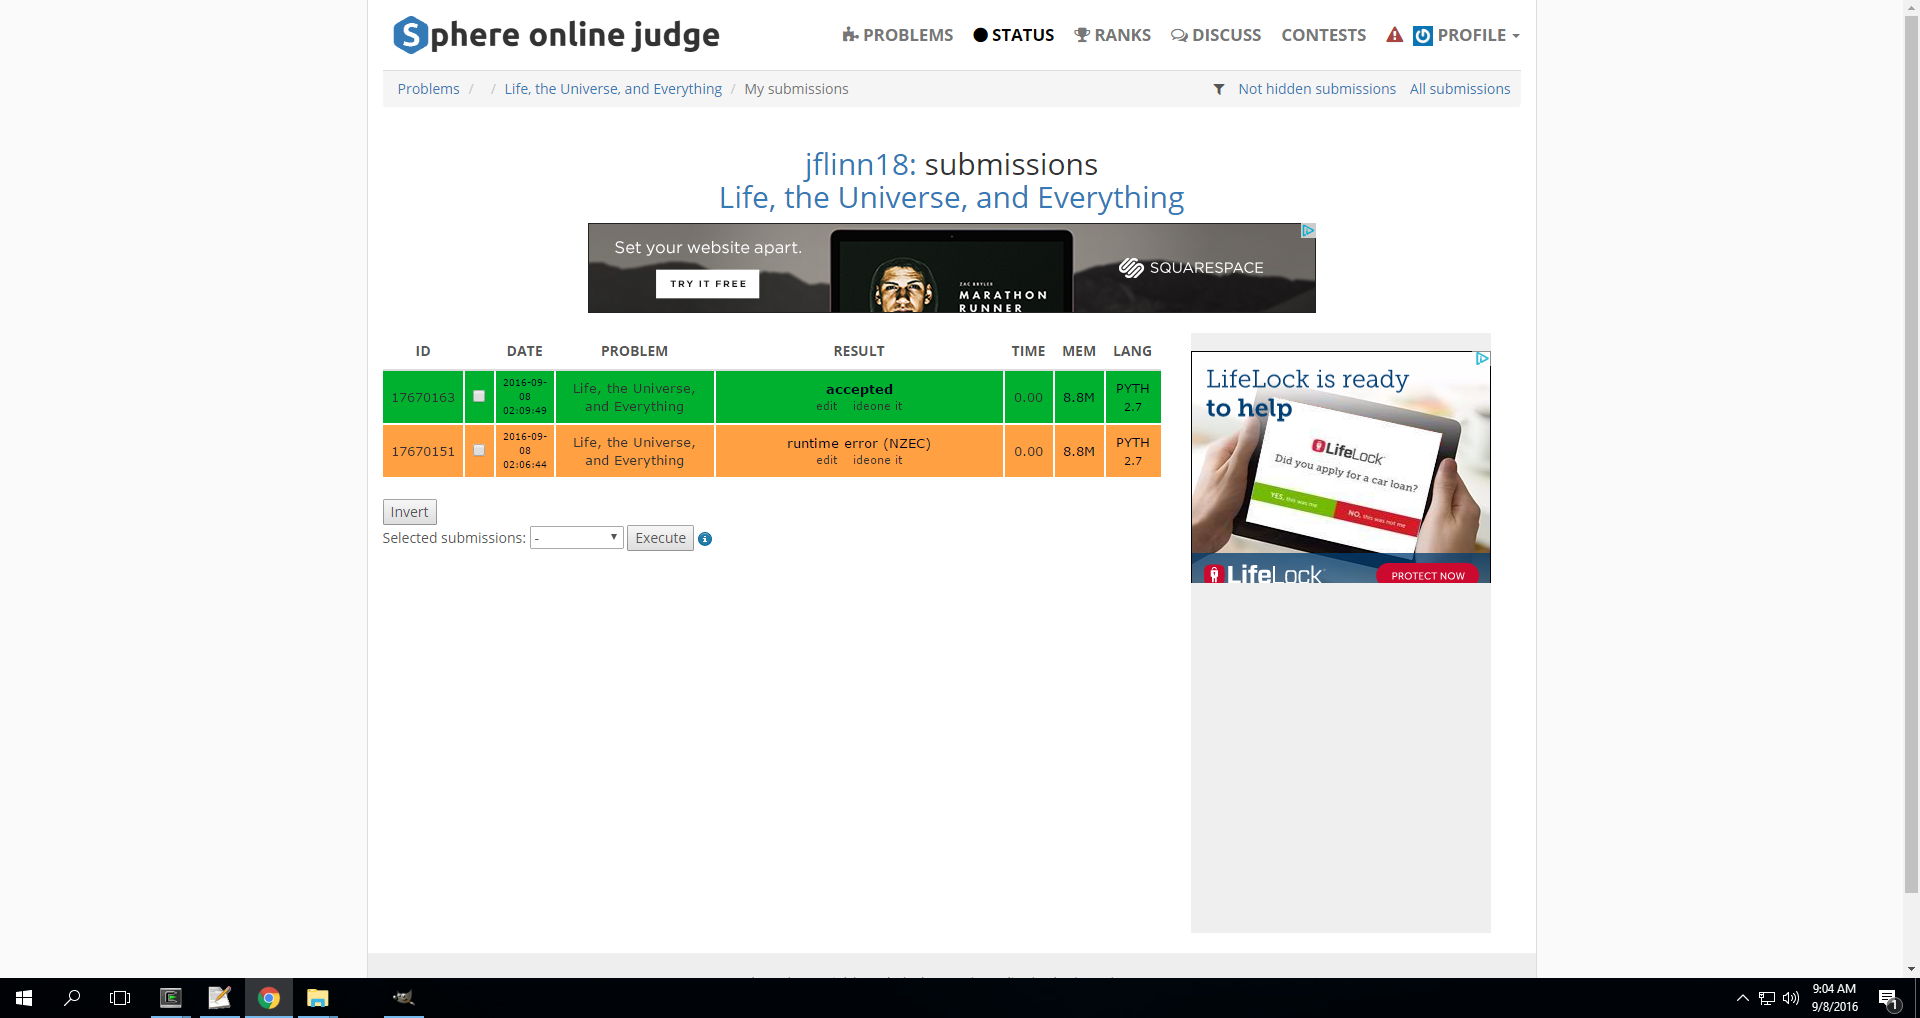 Sphere online judge
PROBLEMS STATUS RANKS DISCUSS CONTESTS PROFILE
Problems / / Life, the Universe, and Everything / My submissions
Not hidden submissions All submissions
jflinn18: submissions
Life, the Universe, and Everything
Set your website apart.
TRY IT FREE
ZAC BRYLER
MARATHON
RUNNER
SQUARESPACE
ID DATE PROBLEM RESULT TIME MEM LANG
17670163 2016-09-08 02:09:49 Life, the Universe, and Everything accepted edit ideone it 0.00 8.8M PYTH 2.7
17670151 2016-09-08 02:06:44 Life, the Universe, and Everything runtime error (NZEC) edit ideone it 0.00 8.8M PYTH 2.7
Invert
Selected submissions: - Execute
LifeLock is ready
to help
LifeLock
Did you apply for a car loan?
YES, this was me
NO, this was not me
LifeLock
PROTECT NOW
9:04 AM
9/8/2016
1